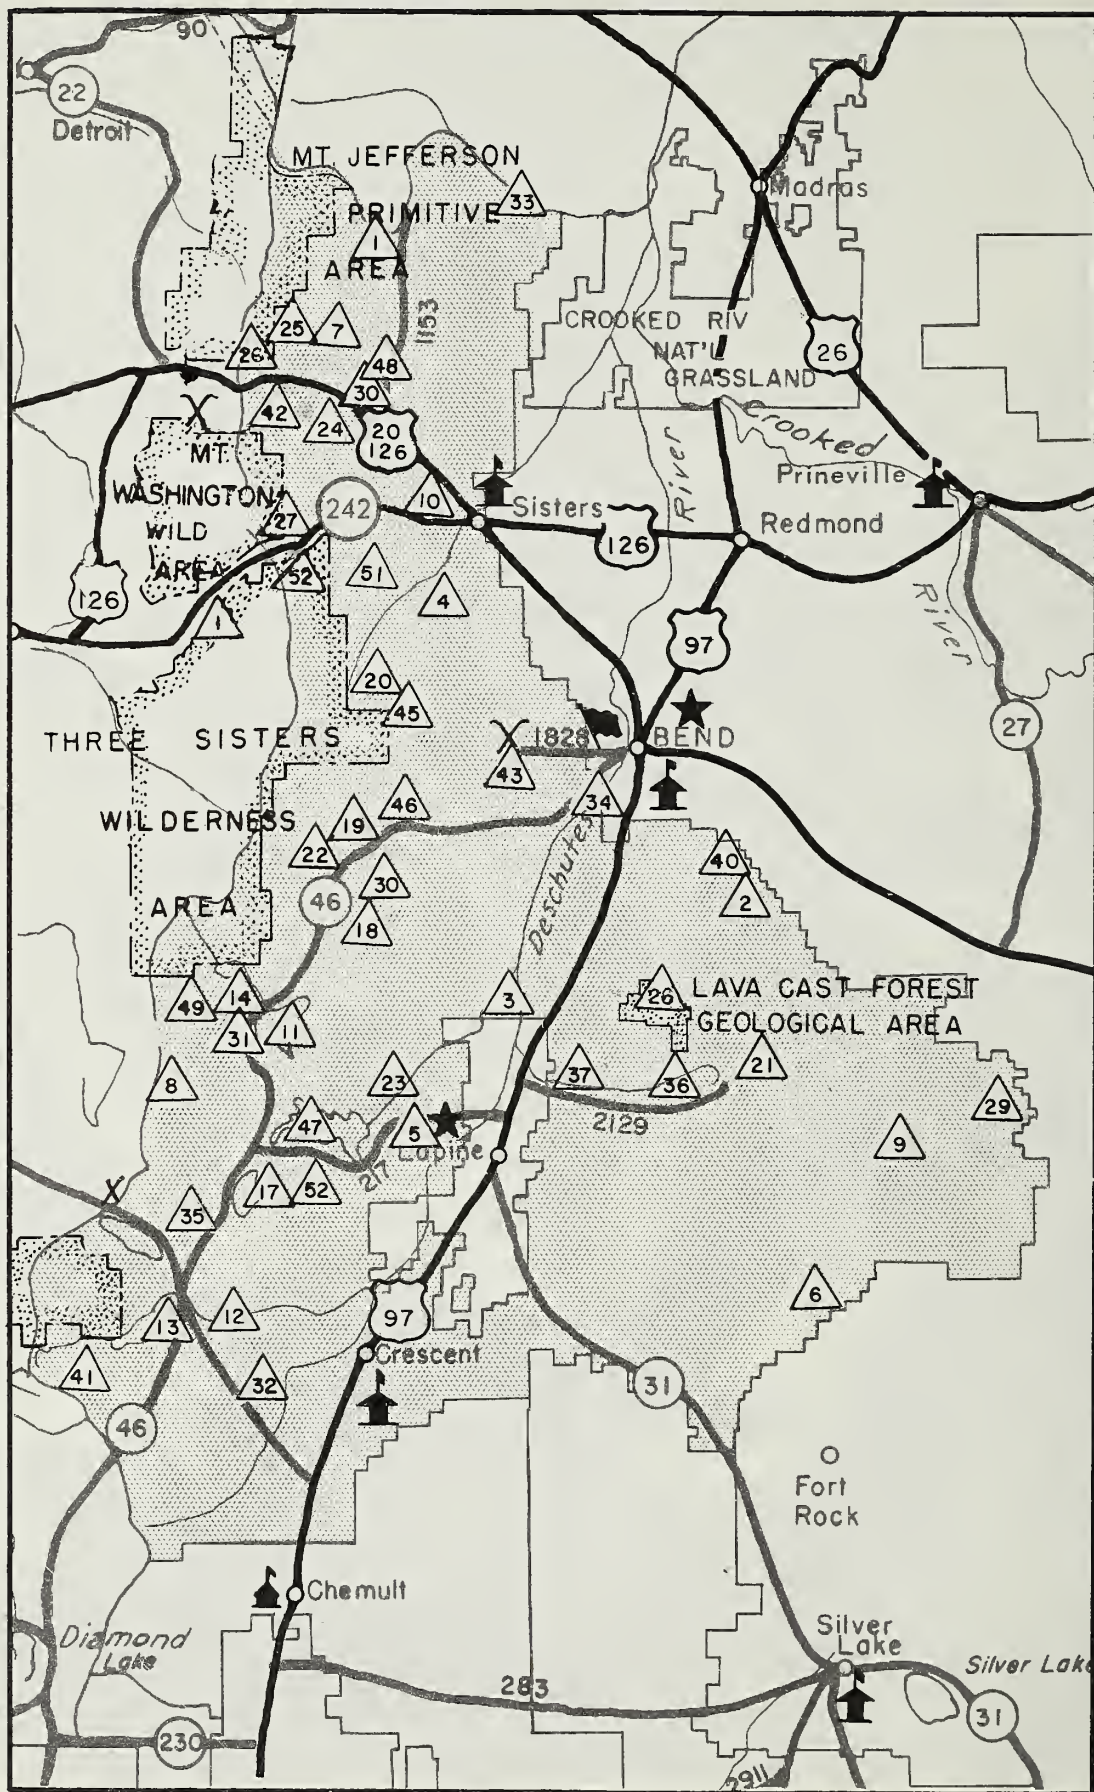 90
22
Detroit
MT. JEFFERSON
33
Madras
PRIMITIVE
1
AREA
1153
25
7
CROOKED RIV
26
48
NAT'L
26
30
GRASSLAND
42
24
20
126
Crooked
MT.
River
Prineville
WASHINGTON
27
242
10
Sisters
WILD
126
Redmond
AREA
52
51
126
1
4
River
97
20
45
27
THREE SISTERS
1828
BEND
43
46
34
19
WILDERNESS
22
40
30
2
46
AREA
18
Deschutes
49
14
3
26
LAVA CAST FOREST
31
11
GEOLOGICAL AREA
8
23
37
36
21
29
47
5
2129
9
Lapine
217
17
52
35
6
13
12
97
Crescent
41
32
31
46
Fort
Rock
Chemult
Diamond
Lake
Silver
Lake
Silver Lake
283
31
230
2911